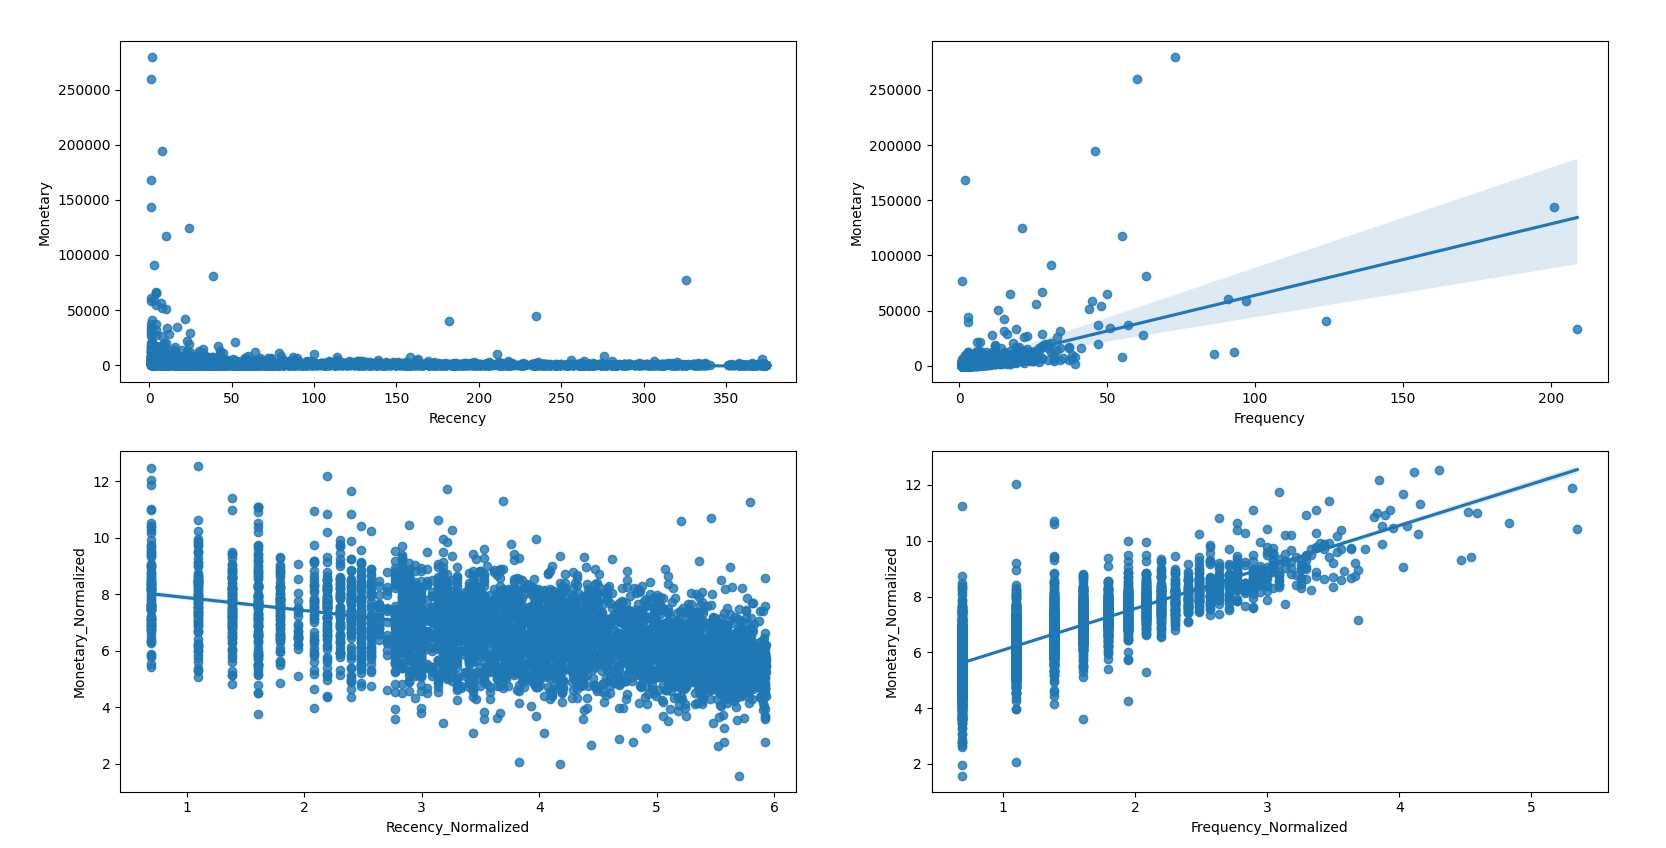 250000
200000
150000
100000
50000
0
Monetary
0 50 100 150 200 250 300 350
Recency
250000
200000
150000
100000
50000
0
Monetary
0 50 100 150 200
Frequency
12
10
8
6
4
2
Monetary_Normalized
1 2 3 4 5 6
Recency_Normalized
12
10
8
6
4
2
Monetary_Normalized
1 2 3 4 5
Frequency_Normalized